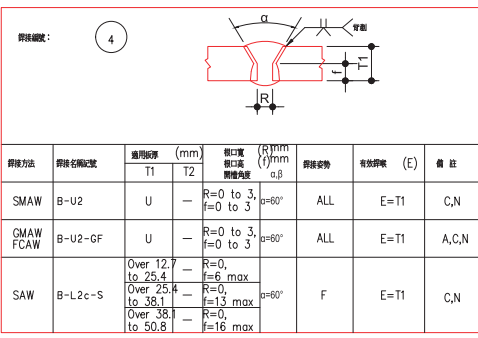 銲接編號： 4
α
背剷
f
T1
R
銲接方法 銲接名稱記號 適用板厚 (mm) T1 T2 根口寬 (R)mm 根口高 (f)mm 開槽角度 α,β 銲接姿勢 有效銲喉 (E) 備 註
SMAW B-U2 U — R=0 to 3, f=0 to 3 α=60° ALL E=T1 C,N
GMAW FCAW B-U2-GF U — R=0 to 3, f=0 to 3 α=60° ALL E=T1 A,C,N
SAW B-L2c-S Over 12.7 to 25.4 — R=0, f=6 max α=60° F E=T1 C,N
Over 25.4 to 38.1 — R=0, f=13 max
Over 38.1 to 50.8 — R=0, f=16 max